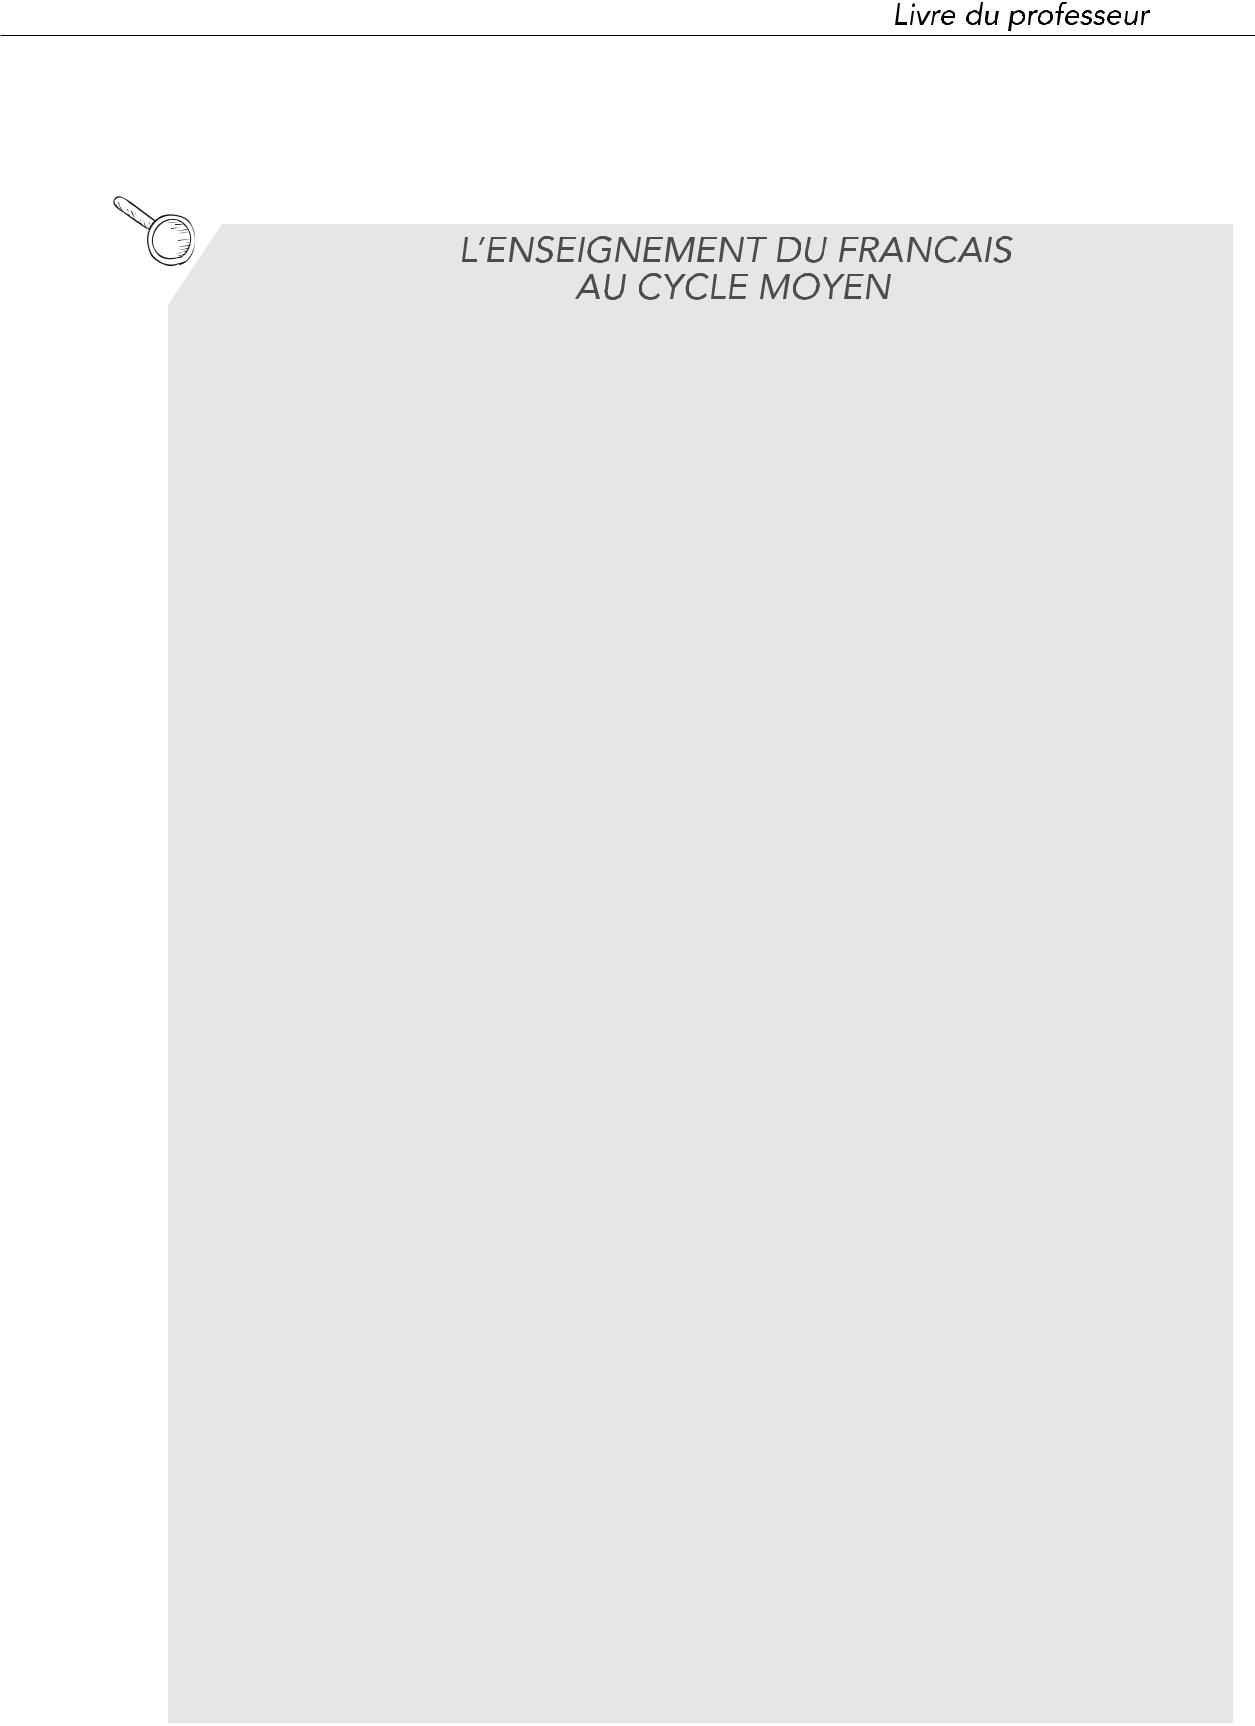 Livre du professeur
L’ENSEIGNEMENT DU FRANCAIS
AU CYCLE MOYEN